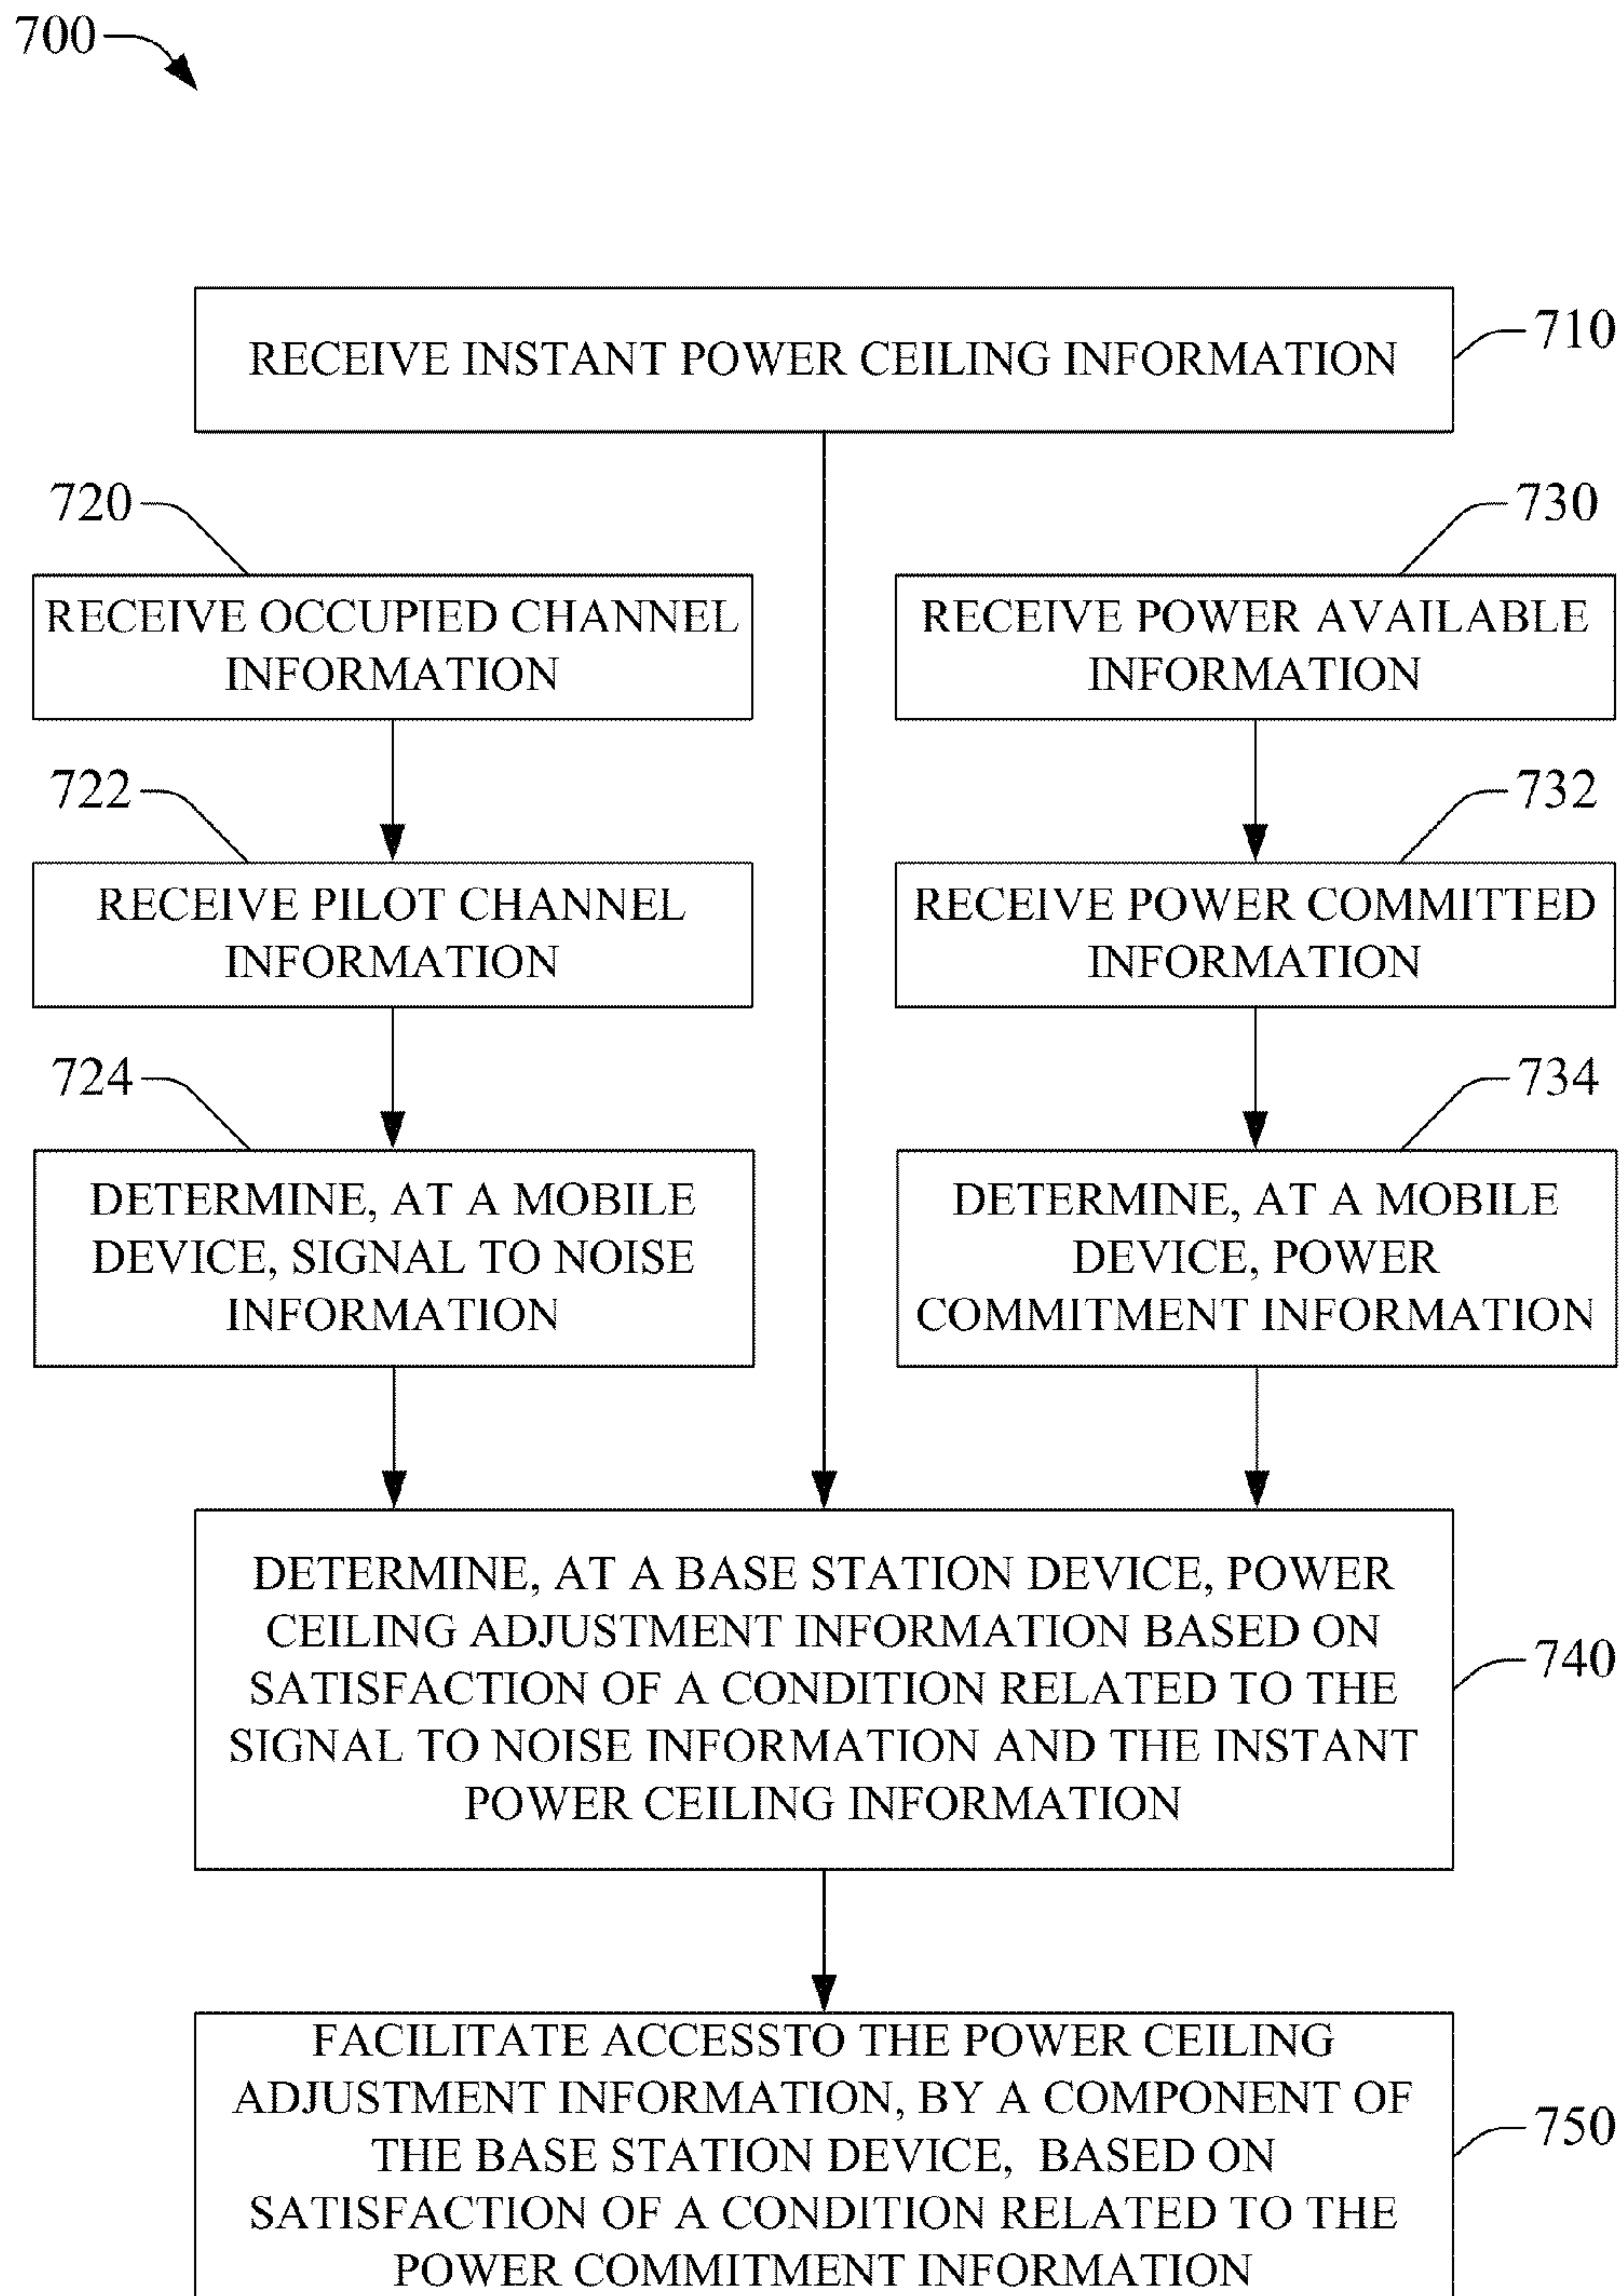 700
RECEIVE INSTANT POWER CEILING INFORMATION
710
720
RECEIVE OCCUPIED CHANNEL
INFORMATION
730
RECEIVE POWER AVAILABLE
INFORMATION
722
RECEIVE PILOT CHANNEL
INFORMATION
732
RECEIVE POWER COMMITTED
INFORMATION
724
DETERMINE, AT A MOBILE
DEVICE, SIGNAL TO NOISE
INFORMATION
734
DETERMINE, AT A MOBILE
DEVICE, POWER
COMMITMENT INFORMATION
DETERMINE, AT A BASE STATION DEVICE, POWER
CEILING ADJUSTMENT INFORMATION BASED ON
SATISFACTION OF A CONDITION RELATED TO THE
SIGNAL TO NOISE INFORMATION AND THE INSTANT
POWER CEILING INFORMATION
740
FACILITATE ACCESSTO THE POWER CEILING
ADJUSTMENT INFORMATION, BY A COMPONENT OF
THE BASE STATION DEVICE, BASED ON
SATISFACTION OF A CONDITION RELATED TO THE
POWER COMMITMENT INFORMATION
750